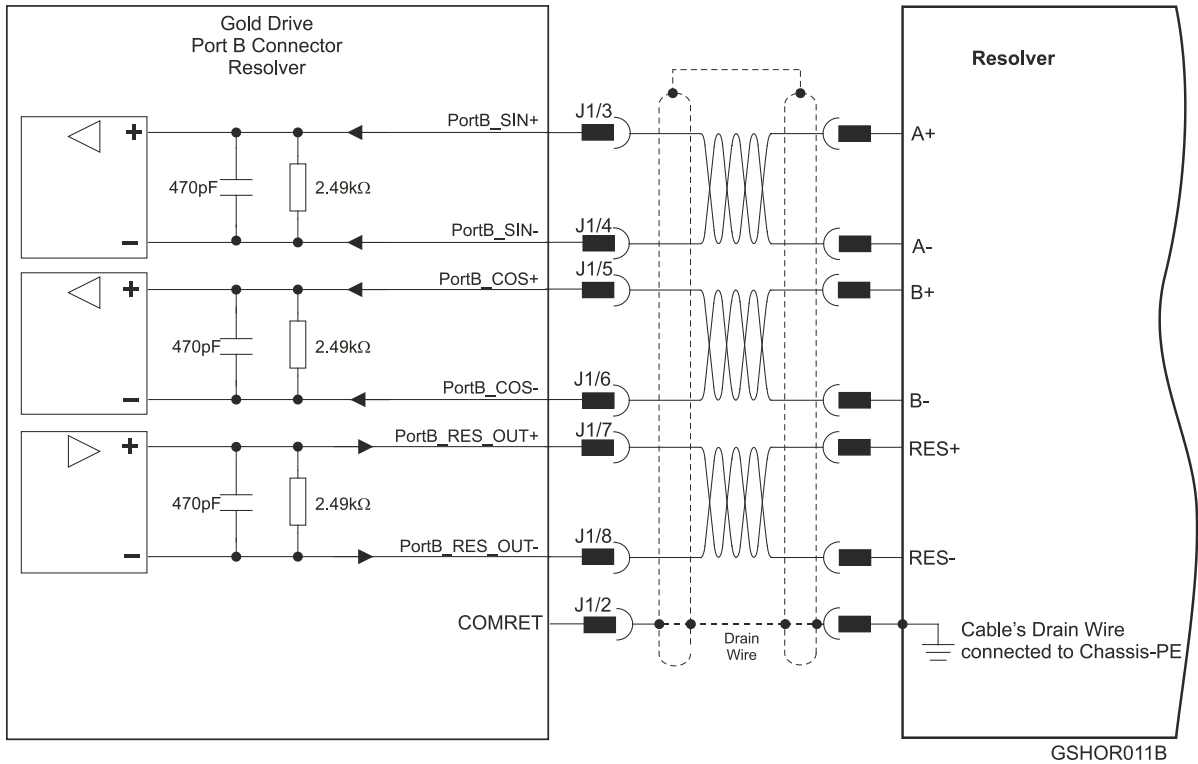 Gold Drive
Port B Connector
Resolver
Resolver
PortB_SIN+
J1/3
A+
+
470pF
2.49kΩ
PortB_SIN-
J1/4
A-
−
PortB_COS+
J1/5
B+
+
470pF
2.49kΩ
PortB_COS-
J1/6
B-
−
PortB_RES_OUT+
J1/7
RES+
+
470pF
2.49kΩ
PortB_RES_OUT-
J1/8
RES-
−
COMRET
J1/2
Drain
Wire
Cable's Drain Wire
connected to Chassis-PE
GSHOR011B